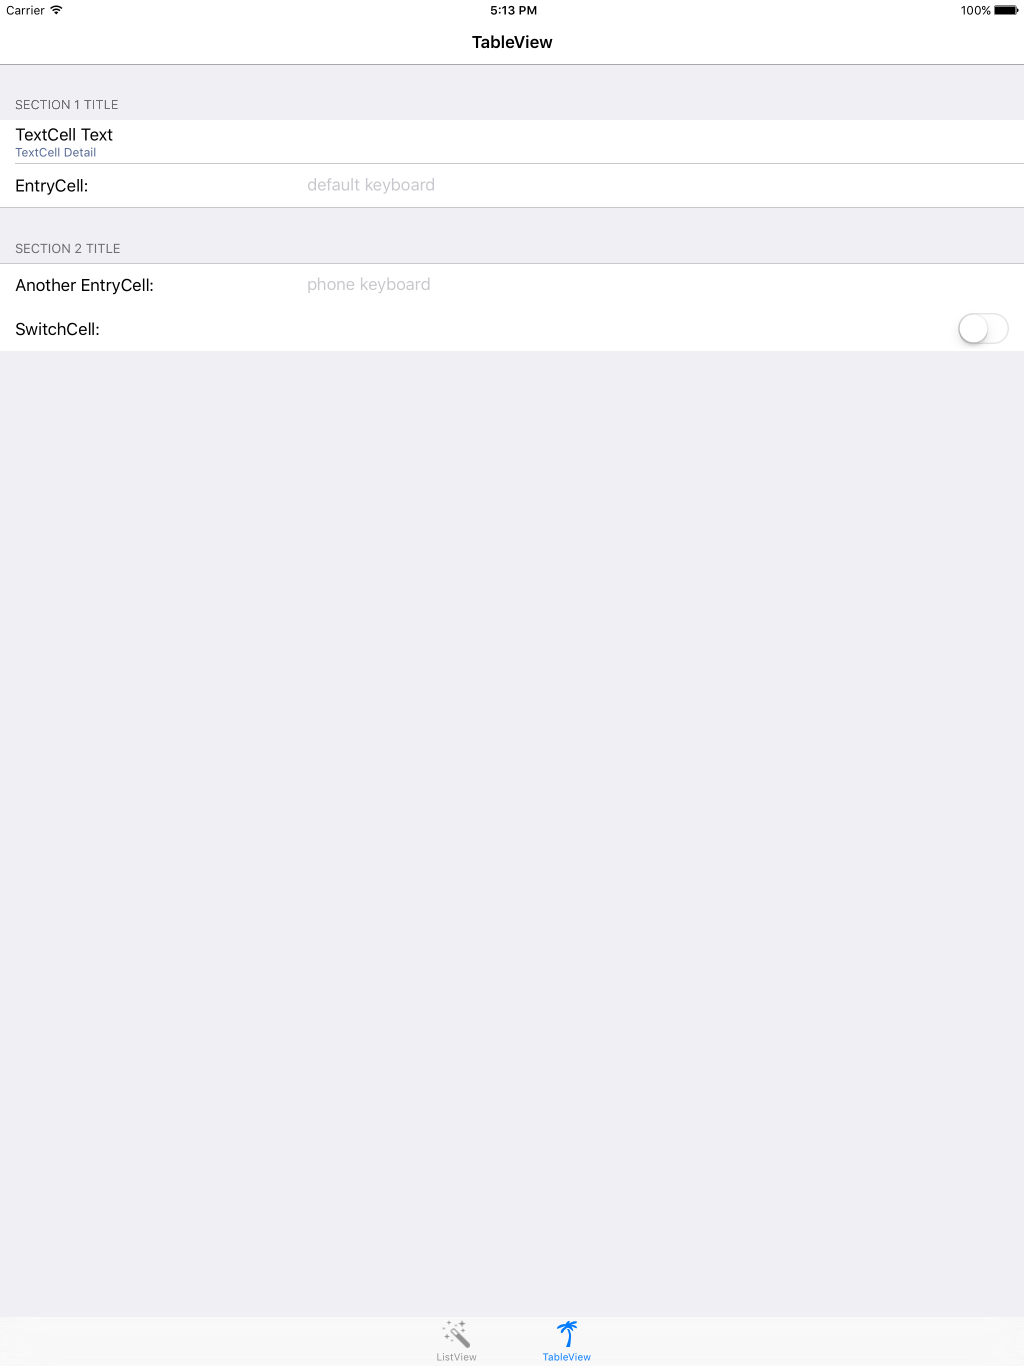 Carrier 5:13 PM 100%
TableView
SECTION 1 TITLE
TextCell Text
TextCell Detail
EntryCell: default keyboard
SECTION 2 TITLE
Another EntryCell: phone keyboard
SwitchCell:
ListView TableView